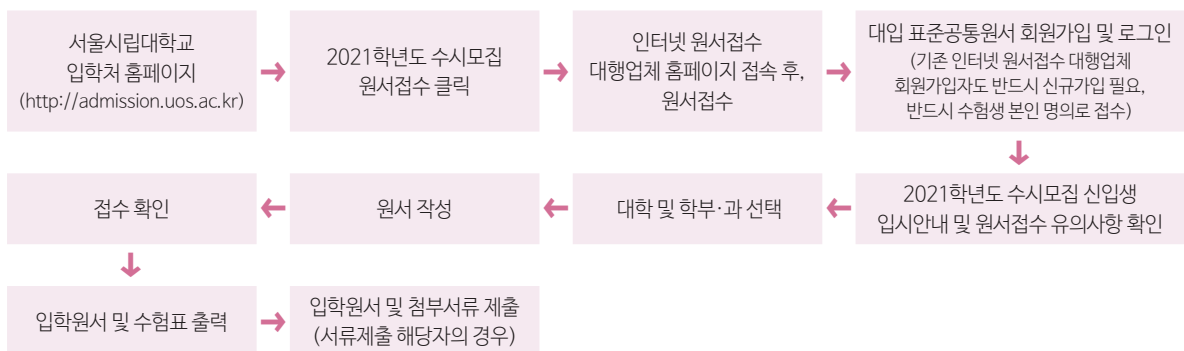 서울시립대학교
입학처 홈페이지
(http://admission.uos.ac.kr)
2021학년도 수시모집
원서접수 클릭
인터넷 원서접수
대행업체 홈페이지 접속 후,
원서접수
대입 표준공통원서 회원가입 및 로그인
(기존 인터넷 원서접수 대행업체
회원가입자도 반드시 신규가입 필요,
반드시 수험생 본인 명의로 접수)
2021학년도 수시모집 신입생
입시안내 및 원서접수 유의사항 확인
대학 및 학부·과 선택
원서 작성
접수 확인
입학원서 및 수험표 출력
입학원서 및 첨부서류 제출
(서류제출 해당자의 경우)